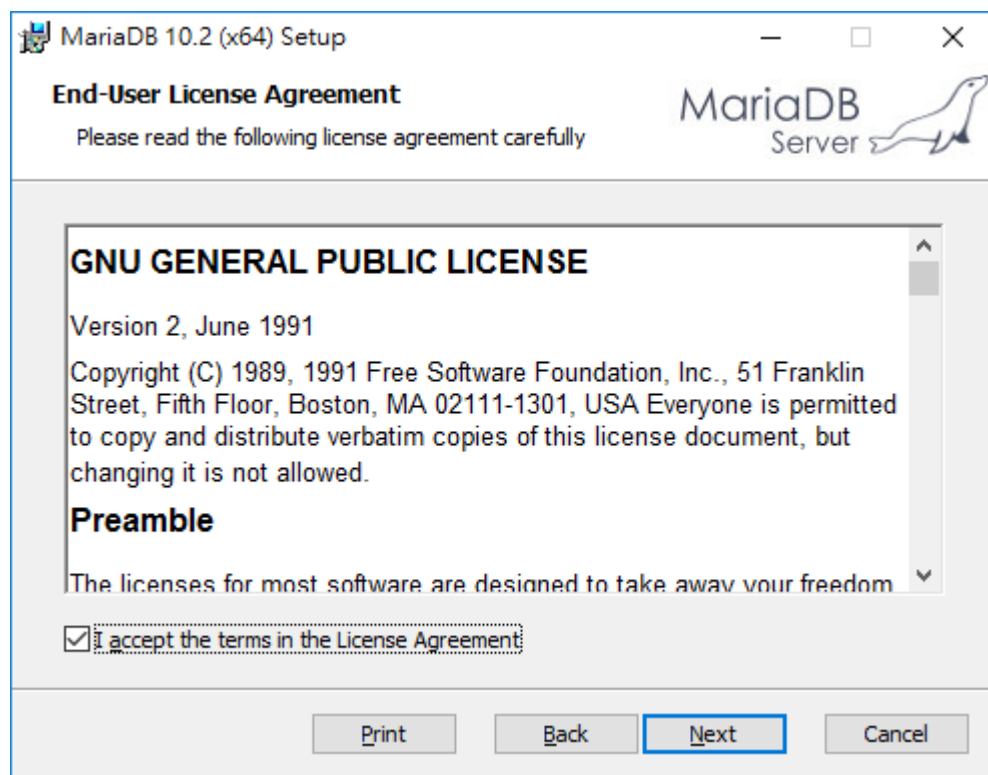 MariaDB 10.2 (x64) Setup
End-User License Agreement
Please read the following license agreement carefully
MariaDB
Server
GNU GENERAL PUBLIC LICENSE
Version 2, June 1991
Copyright (C) 1989, 1991 Free Software Foundation, Inc., 51 Franklin
Street, Fifth Floor, Boston, MA 02111-1301, USA Everyone is permitted
to copy and distribute verbatim copies of this license document, but
changing it is not allowed.
Preamble
The licenses for most software are designed to take away your freedom
I accept the terms in the License Agreement
Print
Back
Next
Cancel